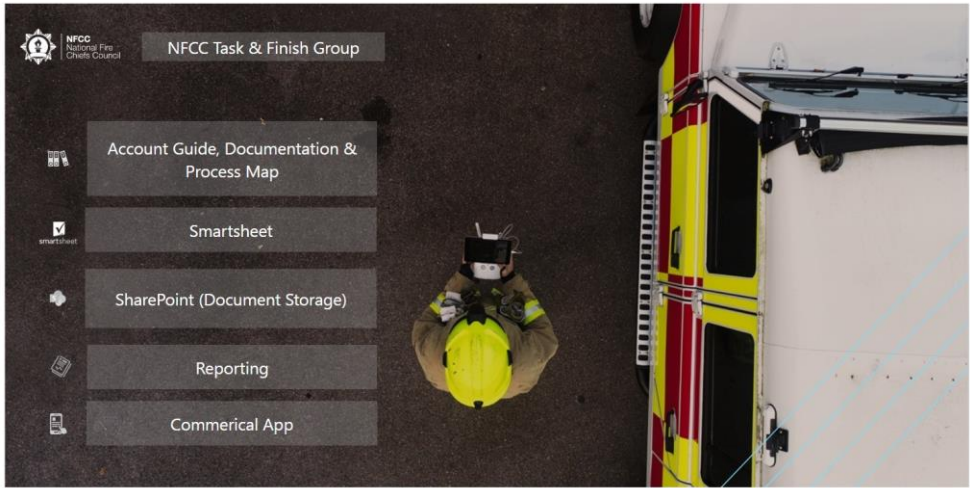 NFCC
National Fire
Chiefs Council
NFCC Task & Finish Group
Account Guide, Documentation &
Process Map
smartsheet
Smartsheet
SharePoint (Document Storage)
Reporting
Commerical App